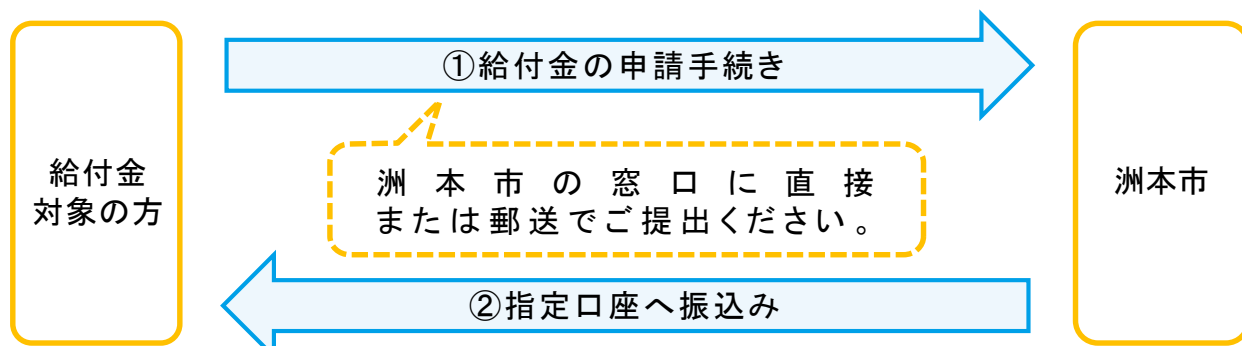 ①給付金の申請手続き
給付金
対象の方
洲本市の窓口に直接
または郵送でご提出ください。
洲本市
②指定口座へ振込み